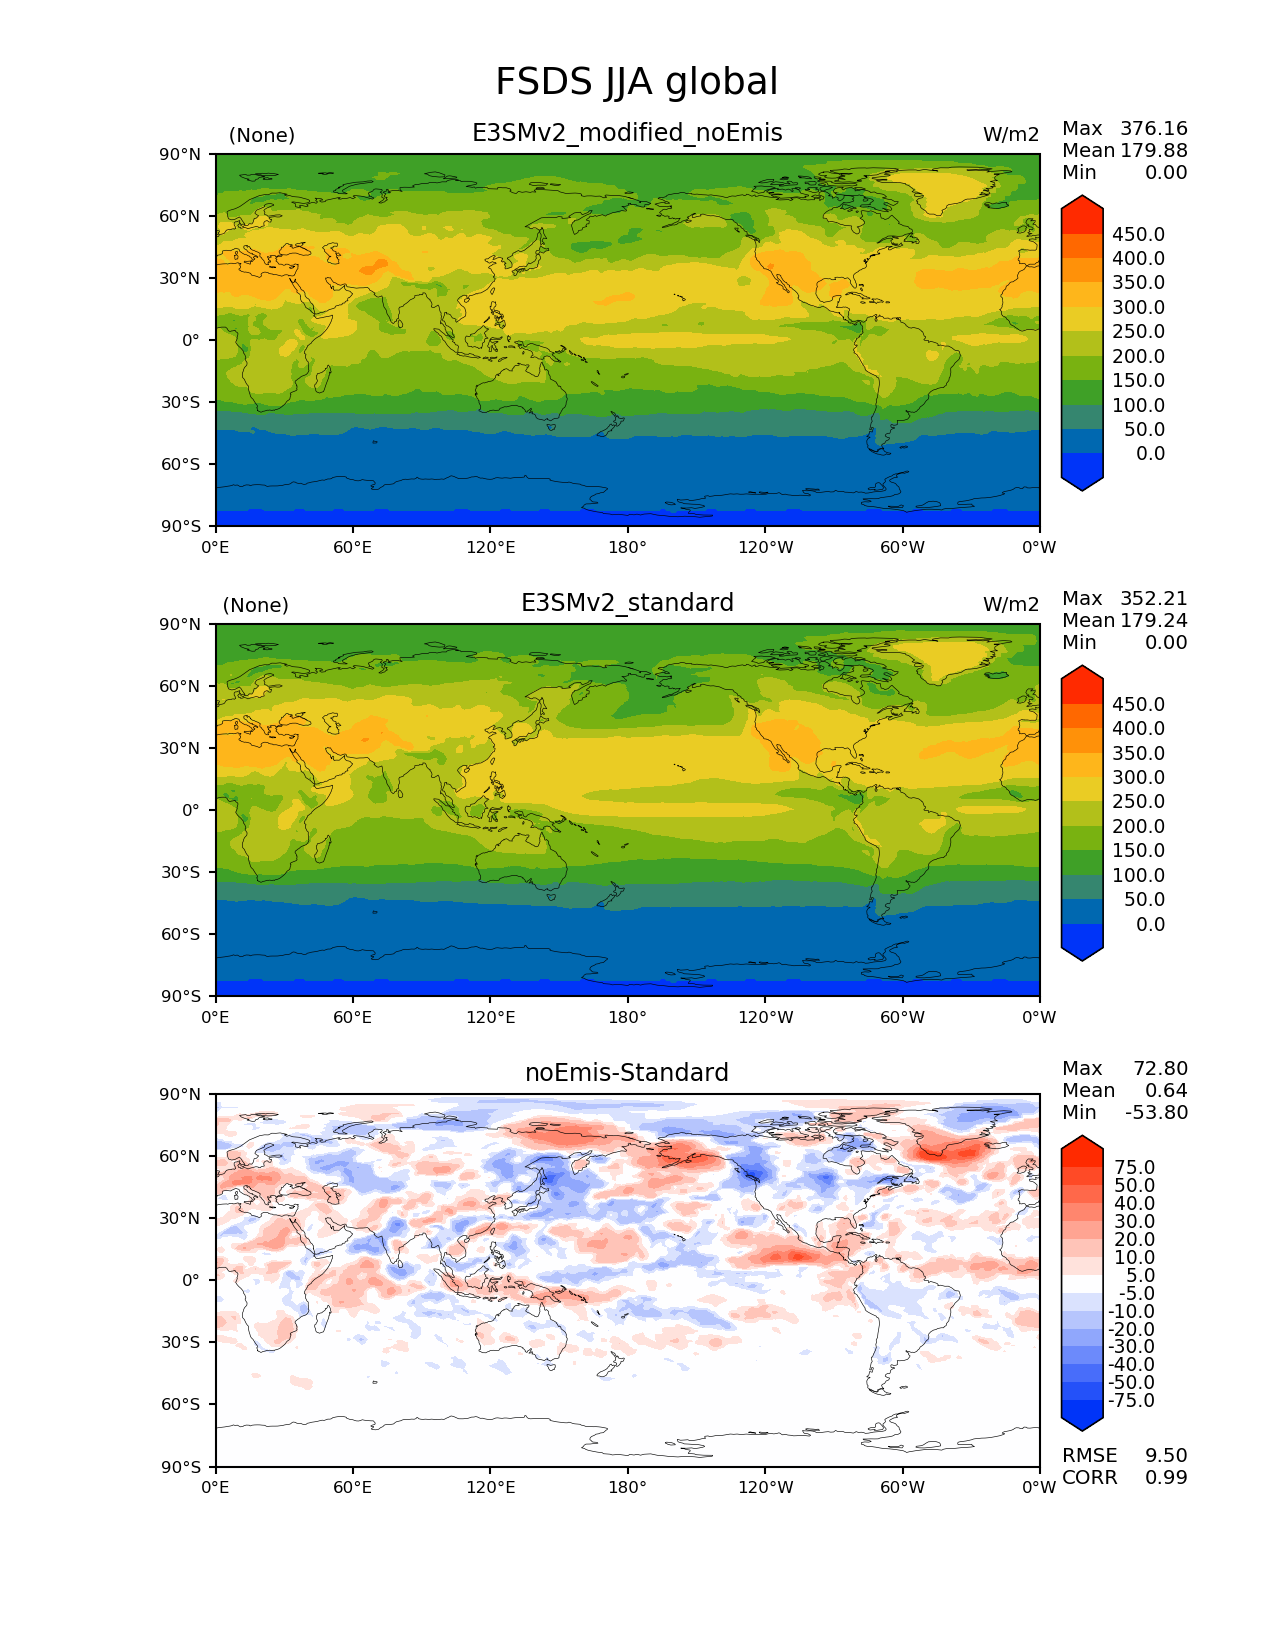 FSDS JJA global
(None) E3SMv2_modified_noEmis W/m2
Max 376.16
Mean 179.88
Min 0.00
90°N
60°N
30°N
0°
30°S
60°S
90°S
0°E 60°E 120°E 180° 120°W 60°W 0°W
450.0
400.0
350.0
300.0
250.0
200.0
150.0
100.0
50.0
0.0
(None) E3SMv2_standard W/m2
Max 352.21
Mean 179.24
Min 0.00
90°N
60°N
30°N
0°
30°S
60°S
90°S
0°E 60°E 120°E 180° 120°W 60°W 0°W
450.0
400.0
350.0
300.0
250.0
200.0
150.0
100.0
50.0
0.0
noEmis-Standard
Max 72.80
Mean 0.64
Min -53.80
90°N
60°N
30°N
0°
30°S
60°S
90°S
0°E 60°E 120°E 180° 120°W 60°W 0°W
75.0
50.0
40.0
30.0
20.0
10.0
5.0
-5.0
-10.0
-20.0
-30.0
-40.0
-50.0
-75.0
RMSE 9.50
CORR 0.99